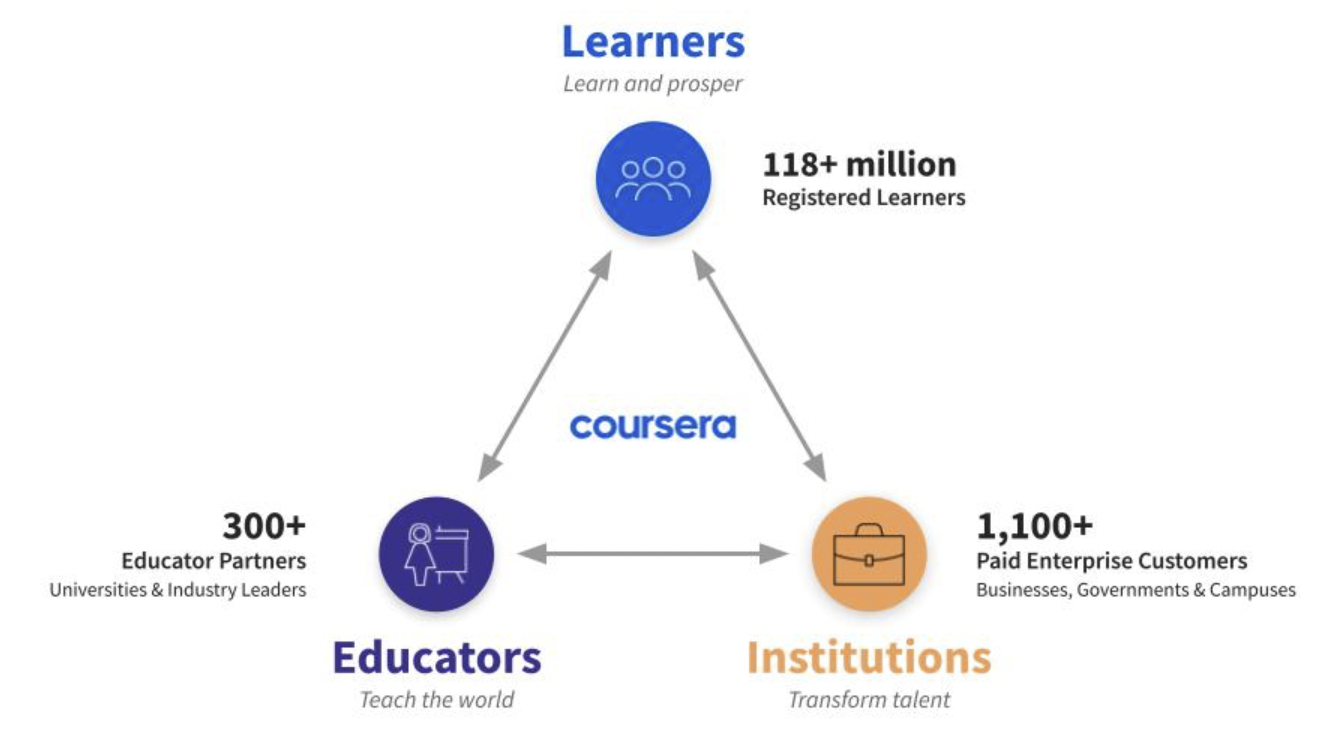 Learners
Learn and prosper
118+ million
Registered Learners
coursera
300+
Educator Partners
Universities & Industry Leaders
Educators
Teach the world
1,100+
Paid Enterprise Customers
Businesses, Governments & Campuses
Institutions
Transform talent